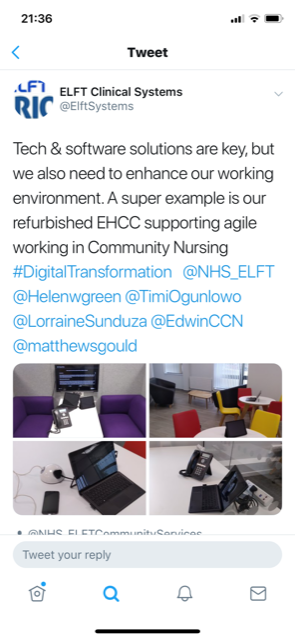 21:36
Tweet
.LF1
RIC
ELFT Clinical Systems
@ElftSystems
Tech & software solutions are key, but
we also need to enhance our working
environment. A super example is our
refurbished EHCC supporting agile
working in Community Nursing
#DigitalTransformation @NHS_ELFT
@Helenwgreen @TimiOgunlowo
@LorraineSunduza @EdwinCCN
@matthewsgould
@NHS_ELFTCommunityServices
Tweet your reply